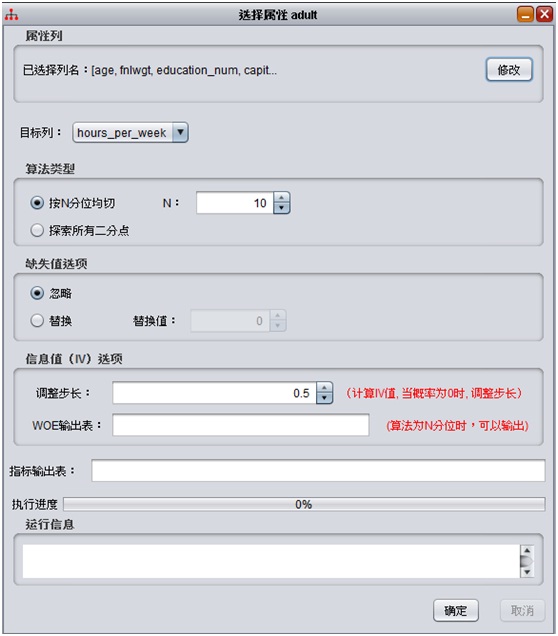 选择属性 adult
属性列
已选择列名：[age, fnlwgt, education_num, capit...
修改
目标列： hours_per_week
算法类型
按N分位均切 N： 10
探索所有二分点
缺失值选项
忽略
替换 替换值： 0
信息值（IV）选项
调整步长： 0.5 （计算IV值, 当概率为0时, 调整步长）
WOE输出表： (算法为N分位时，可以输出)
指标输出表：
执行进度 0%
运行信息
确定 取消